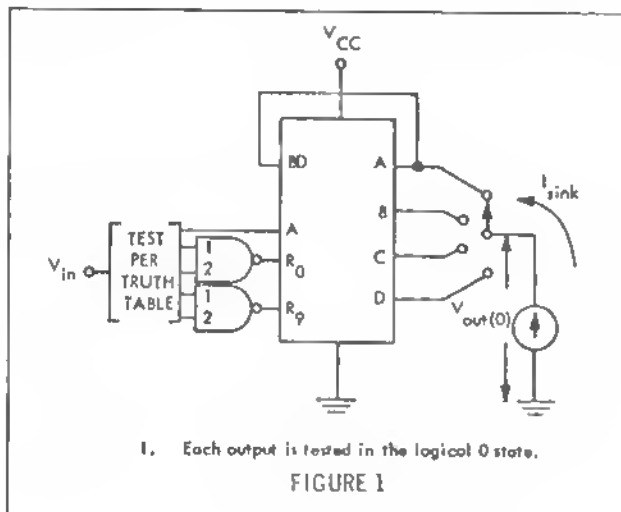 VCC
BD
A
A
Isink
B
Vin
TEST
PER
TRUTH
TABLE
1
2
R0
C
1
2
R9
D
Vout(0)
1. Each output is tested in the logical 0 state.
FIGURE 1